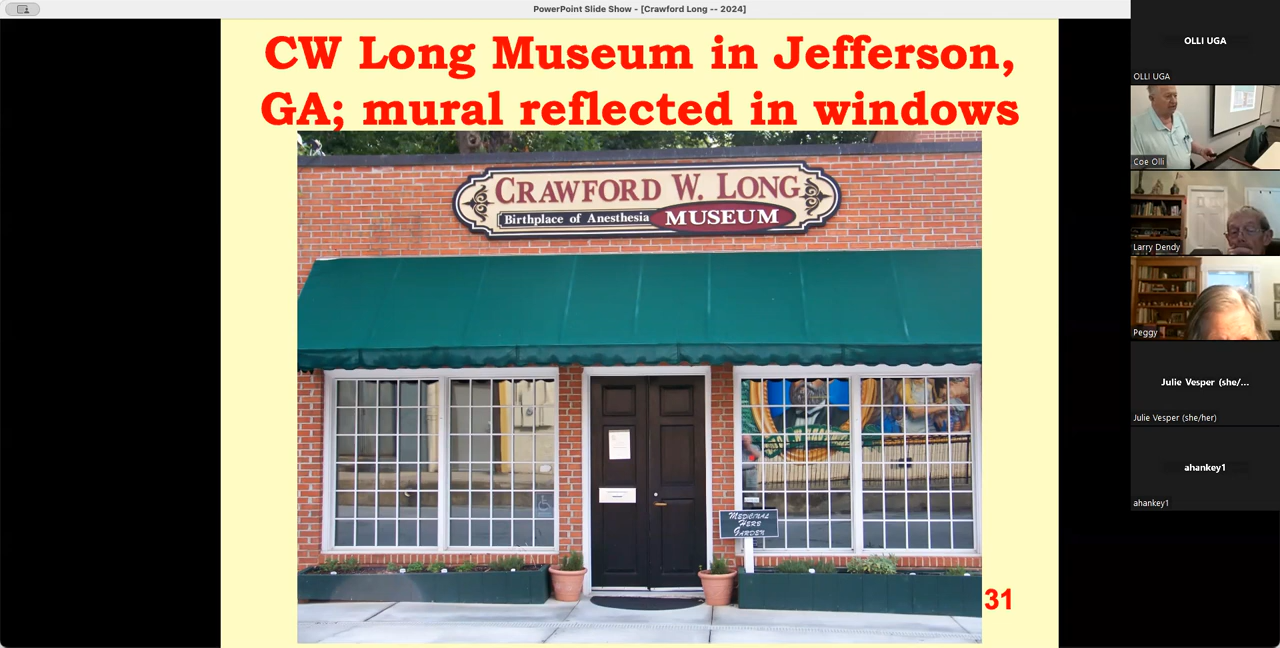 PowerPoint Slide Show - [Crawford Long -- 2024]
CW Long Museum in Jefferson,
GA; mural reflected in windows
CRAWFORD W. LONG
Birthplace of Anesthesia MUSEUM
MEDICINAL
HERB
GARDEN
31
OLLI UGA
OLLI UGA
Coe Olli
Larry Dendy
Peggy
Julie Vesper (she/...
Julie Vesper (she/her)
ahankey1
ahankey1